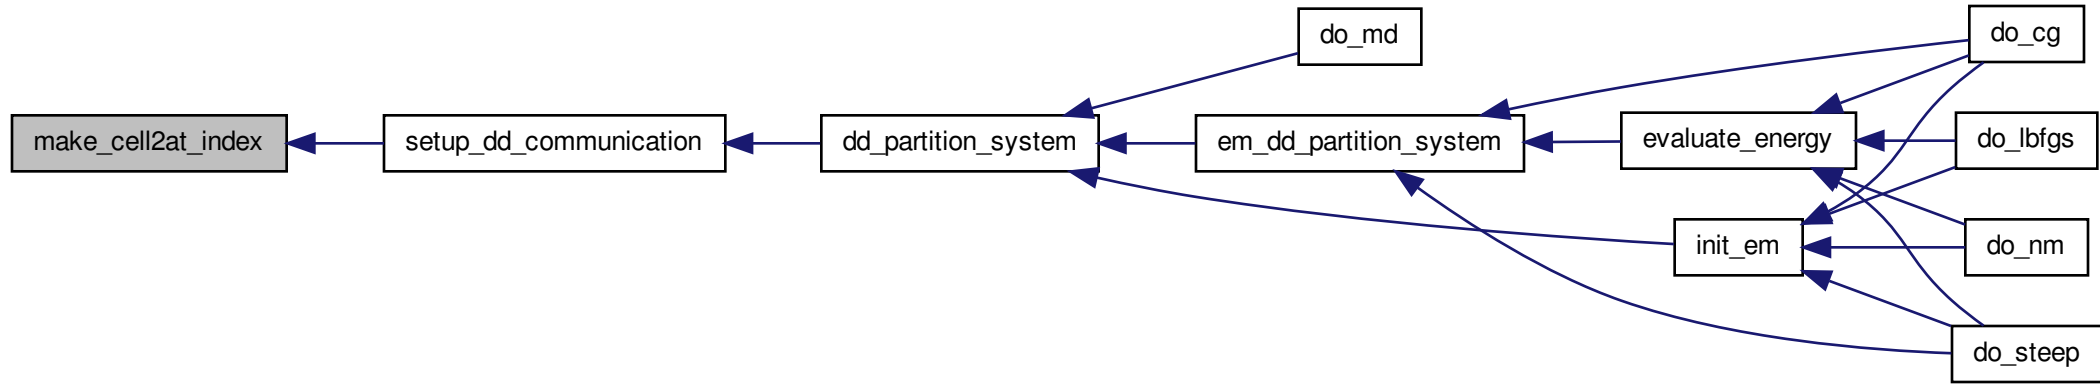 make_cell2at_index
setup_dd_communication
dd_partition_system
do_md
em_dd_partition_system
evaluate_energy
init_em
do_cg
do_lbfgs
do_nm
do_steep